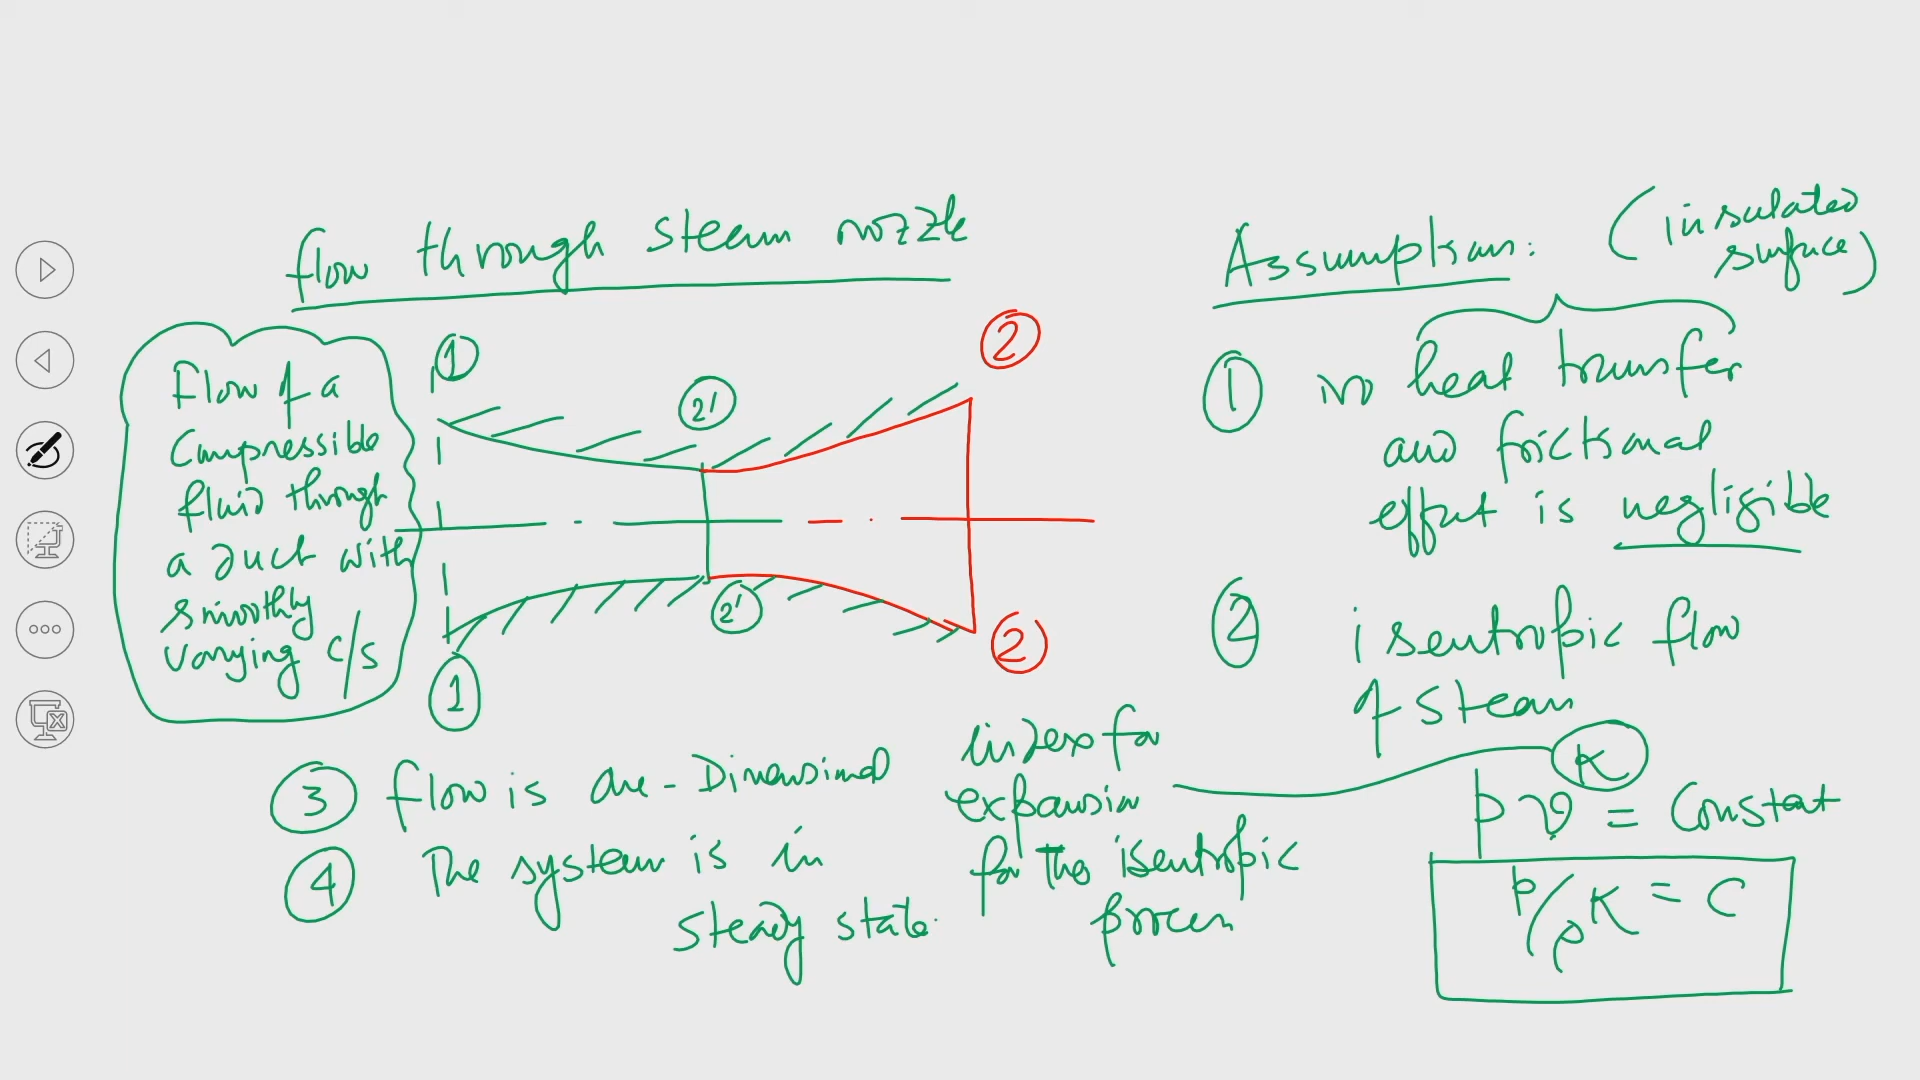 flow through steam nozzle
Flow of a
Compressible
fluid through
a duct with
smoothly
varying c/s
1
2'
2
2'
2
1
Assumption:
(insulated
surface)
1 no heat transfer
and frictional
effect is negligible
2 isentropic flow
of steam
3 flow is one-Dimensional
4 The system is in
steady state.
index for
expansion
for the isentropic
process
pv^K = Constant
p/ρ^K = C